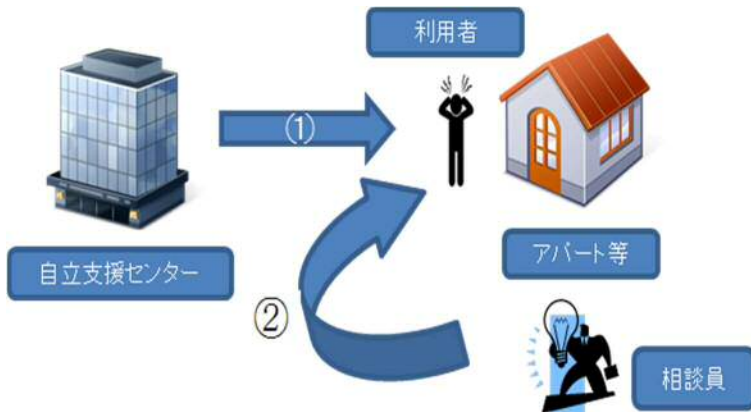 利用者
①
自立支援センター
アパート等
②
相談員